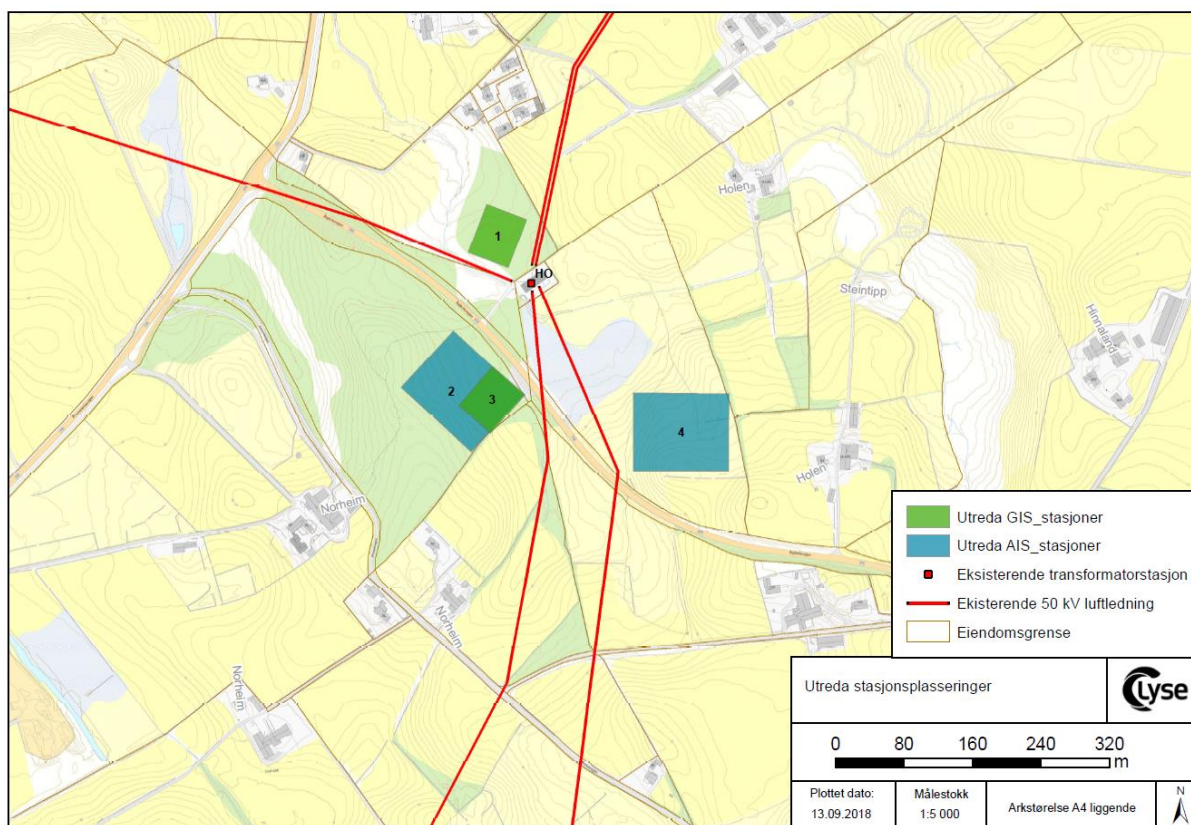 Holen
1
HO
Steintipp
Hinnaland
2
3
4
Holen
Norheim
Norheim
Norheim
Utreda GIS_stasjoner
Utreda AIS_stasjoner
Eksisterende transformatorstasjon
Ekisterende 50 kV luftledning
Eiendomsgrense
Utreda stasjonsplasseringer
Lyse
0 80 160 240 320
m
Plottet dato:
13.09.2018
Målestokk
1:5 000
Arkstørelse A4 liggende
N